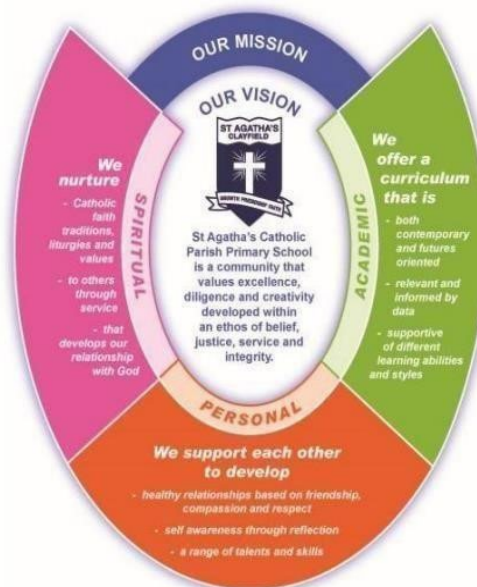 OUR MISSION
OUR VISION
ST AGATHA'S
CLAYFIELD
GROWTH FRIENDSHIP FAITH
St Agatha's Catholic
Parish Primary School
is a community that
values excellence,
diligence and creativity
developed within
an ethos of belief,
justice, service and
integrity.
SPIRITUAL
We
nurture
- Catholic
faith
traditions,
liturgies and
values
- to others
through
service
- that
develops our
relationship
with God
ACADEMIC
We
offer a
curriculum
that is
- both
contemporary
and futures
oriented
- relevant and
informed by
data
- supportive
of different
learning abilities
and styles
PERSONAL
We support each other
to develop
- healthy relationships based on friendship,
compassion and respect
- self awareness through reflection
- a range of talents and skills